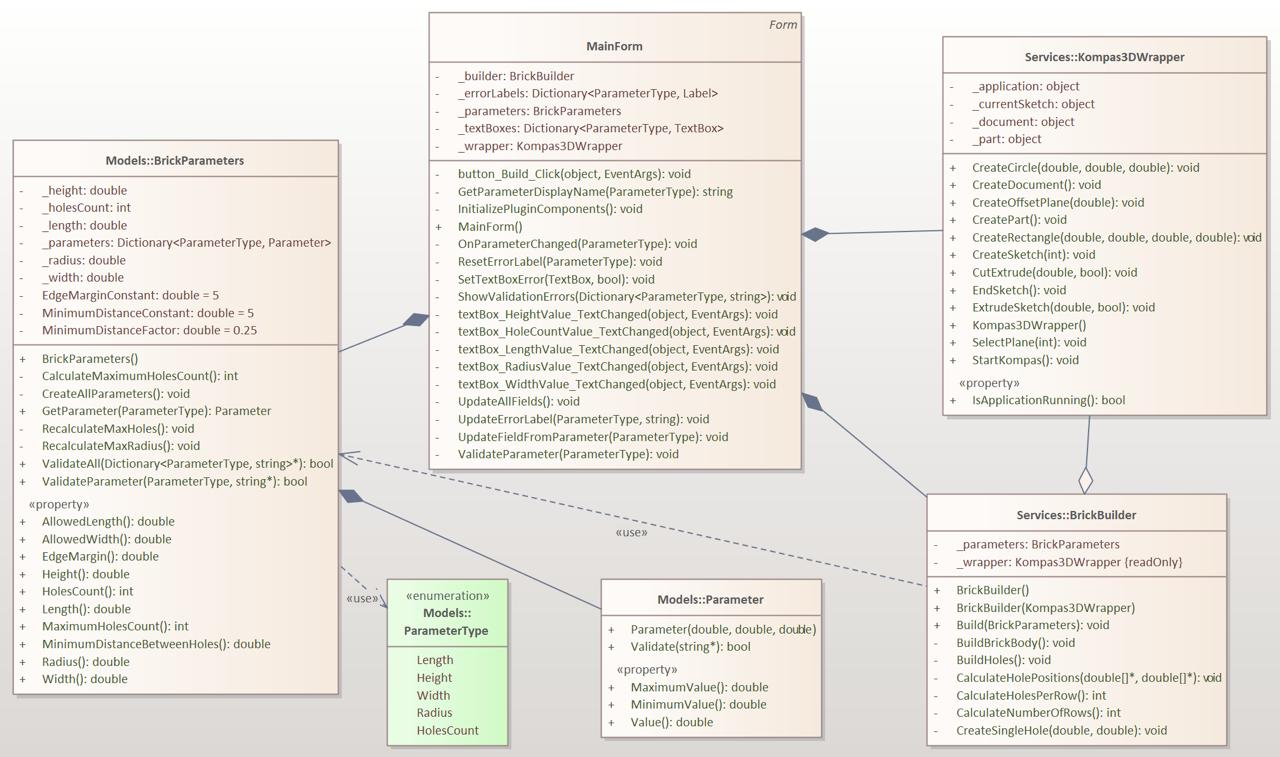 Form
MainForm
- _builder: BrickBuilder
- _errorLabels: Dictionary<ParameterType, Label>
- _parameters: BrickParameters
- _textBoxes: Dictionary<ParameterType, TextBox>
- _wrapper: Kompas3DWrapper
- button_Build_Click(object, EventArgs): void
- GetParameterDisplayName(ParameterType): string
- InitializePluginComponents(): void
+ MainForm()
- OnParameterChanged(ParameterType): void
- ResetErrorLabel(ParameterType): void
- SetTextBoxError(TextBox, bool): void
- ShowValidationErrors(Dictionary<ParameterType, string>): void
- textBox_HeightValue_TextChanged(object, EventArgs): void
- textBox_HoleCountValue_TextChanged(object, EventArgs): void
- textBox_LengthValue_TextChanged(object, EventArgs): void
- textBox_RadiusValue_TextChanged(object, EventArgs): void
- textBox_WidthValue_TextChanged(object, EventArgs): void
- UpdateAllFields(): void
- UpdateErrorLabel(ParameterType, string): void
- UpdateFieldFromParameter(ParameterType): void
- ValidateParameter(ParameterType): void
Services::Kompas3DWrapper
- _application: object
- _currentSketch: object
- _document: object
- _part: object
+ CreateCircle(double, double, double): void
+ CreateDocument(): void
+ CreateOffsetPlane(double): void
+ CreatePart(): void
+ CreateRectangle(double, double, double, double): void
+ CreateSketch(int): void
+ CutExtrude(double, bool): void
+ EndSketch(): void
+ ExtrudeSketch(double, bool): void
+ Kompas3DWrapper()
+ SelectPlane(int): void
+ StartKompas(): void
«property»
+ IsApplicationRunning(): bool
Models::BrickParameters
- _height: double
- _holesCount: int
- _length: double
- _parameters: Dictionary<ParameterType, Parameter>
- _radius: double
- _width: double
- EdgeMarginConstant: double = 5
- MinimumDistanceConstant: double = 5
- MinimumDistanceFactor: double = 0.25
+ BrickParameters()
- CalculateMaximumHolesCount(): int
- CreateAllParameters(): void
+ GetParameter(ParameterType): Parameter
- RecalculateMaxHoles(): void
- RecalculateMaxRadius(): void
+ ValidateAll(Dictionary<ParameterType, string>*): bool
+ ValidateParameter(ParameterType, string*): bool
«property»
+ AllowedLength(): double
+ AllowedWidth(): double
+ EdgeMargin(): double
+ Height(): double
+ HolesCount(): int
+ Length(): double
+ MaximumHolesCount(): int
+ MinimumDistanceBetweenHoles(): double
+ Radius(): double
+ Width(): double
«use»
«use»
«enumeration»
Models::
ParameterType
Length
Height
Width
Radius
HolesCount
Models::Parameter
+ Parameter(double, double, double)
+ Validate(string*): bool
«property»
+ MaximumValue(): double
+ MinimumValue(): double
+ Value(): double
Services::BrickBuilder
- _parameters: BrickParameters
- _wrapper: Kompas3DWrapper {readOnly}
+ BrickBuilder()
+ BrickBuilder(Kompas3DWrapper)
+ Build(BrickParameters): void
- BuildBrickBody(): void
- BuildHoles(): void
- CalculateHolePositions(double[]*, double[]*): void
- CalculateHolesPerRow(): int
- CalculateNumberOfRows(): int
- CreateSingleHole(double, double): void